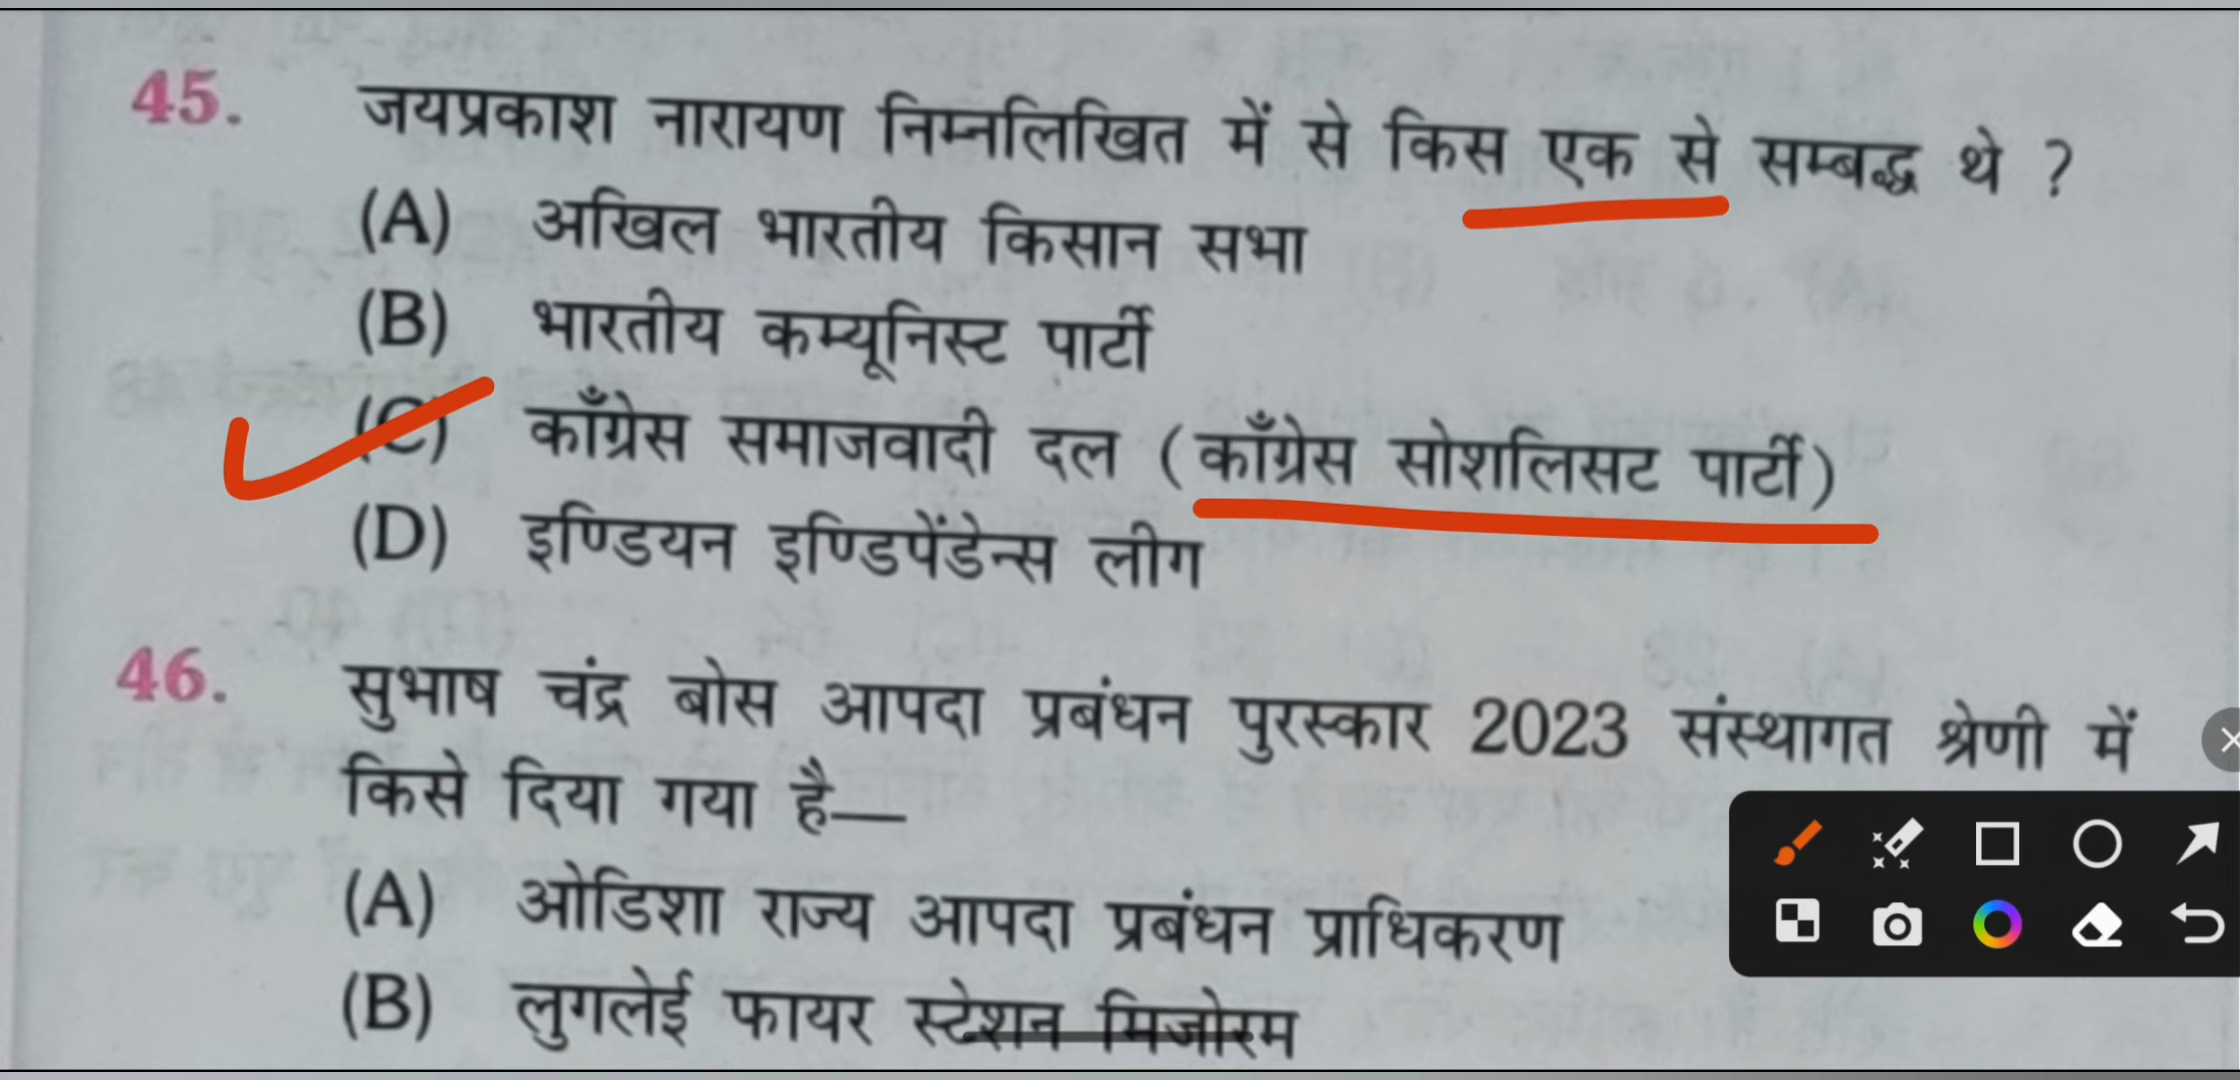 45. जयप्रकाश नारायण निम्नलिखित में से किस एक से सम्बद्ध थे ?
(A) अखिल भारतीय किसान सभा
(B) भारतीय कम्यूनिस्ट पार्टी
(C) काँग्रेस समाजवादी दल (काँग्रेस सोशलिसट पार्टी)
(D) इण्डियन इण्डिपेंडेन्स लीग
46. सुभाष चंद्र बोस आपदा प्रबंधन पुरस्कार 2023 संस्थागत श्रेणी में
किसे दिया गया है—
(A) ओडिशा राज्य आपदा प्रबंधन प्राधिकरण
(B) लुगलेई फायर स्टेशन मिजोरम